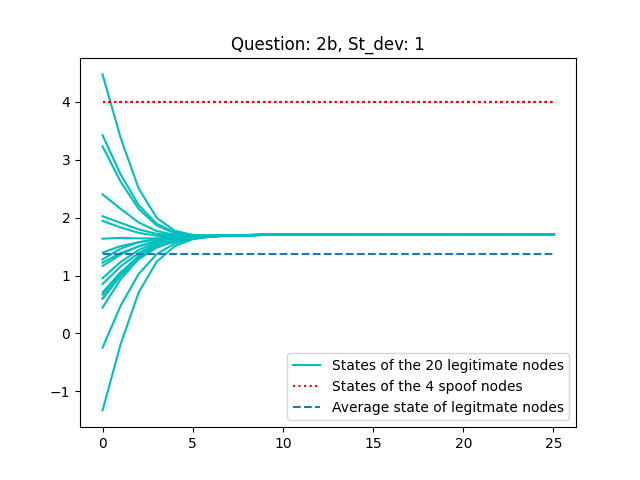 Question: 2b, St_dev: 1
4
3
2
1
0
−1
0 5 10 15 20 25
States of the 20 legitimate nodes
States of the 4 spoof nodes
Average state of legitmate nodes